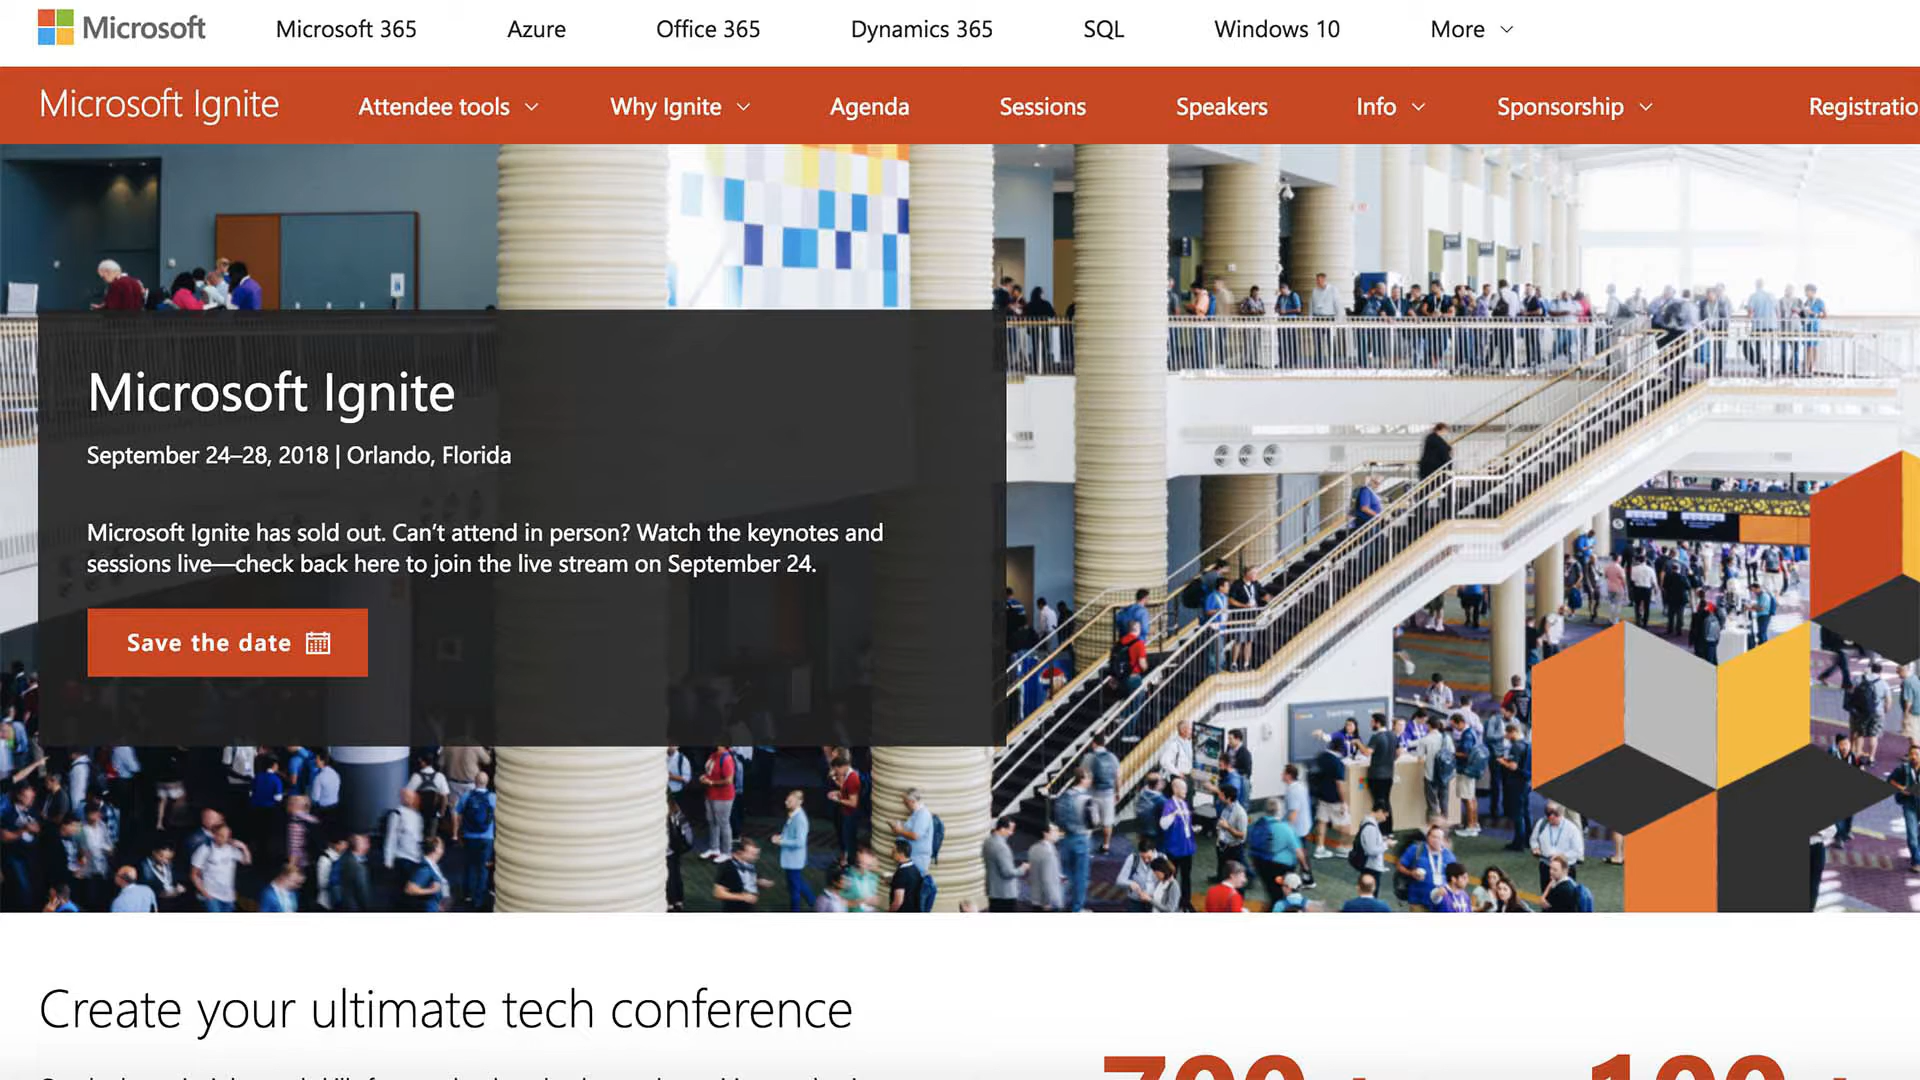 Microsoft
Microsoft 365
Azure
Office 365
Dynamics 365
SQL
Windows 10
More
Microsoft Ignite
Attendee tools
Why Ignite
Agenda
Sessions
Speakers
Info
Sponsorship
Registratio
Microsoft Ignite
September 24–28, 2018 | Orlando, Florida
Microsoft Ignite has sold out. Can't attend in person? Watch the keynotes and
sessions live—check back here to join the live stream on September 24.
Save the date
Create your ultimate tech conference